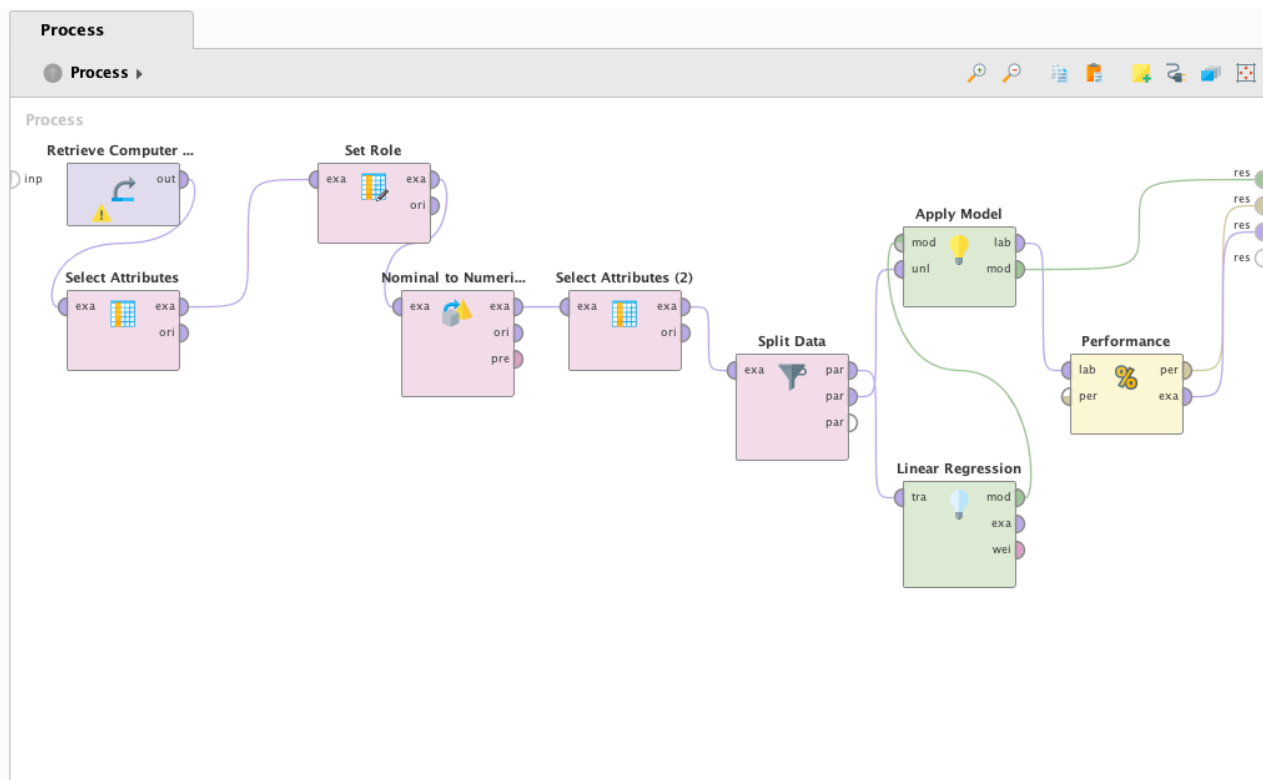 Process
Process
Process
Retrieve Computer ...
inp
out
Set Role
exa exa
ori
Select Attributes
exa exa
ori
Nominal to Numeri...
exa exa
ori
pre
Select Attributes (2)
exa exa
ori
Split Data
exa par
par
par
Apply Model
mod lab
unl mod
Linear Regression
tra mod
exa
wei
Performance
lab per
per exa
%
res
res
res
res